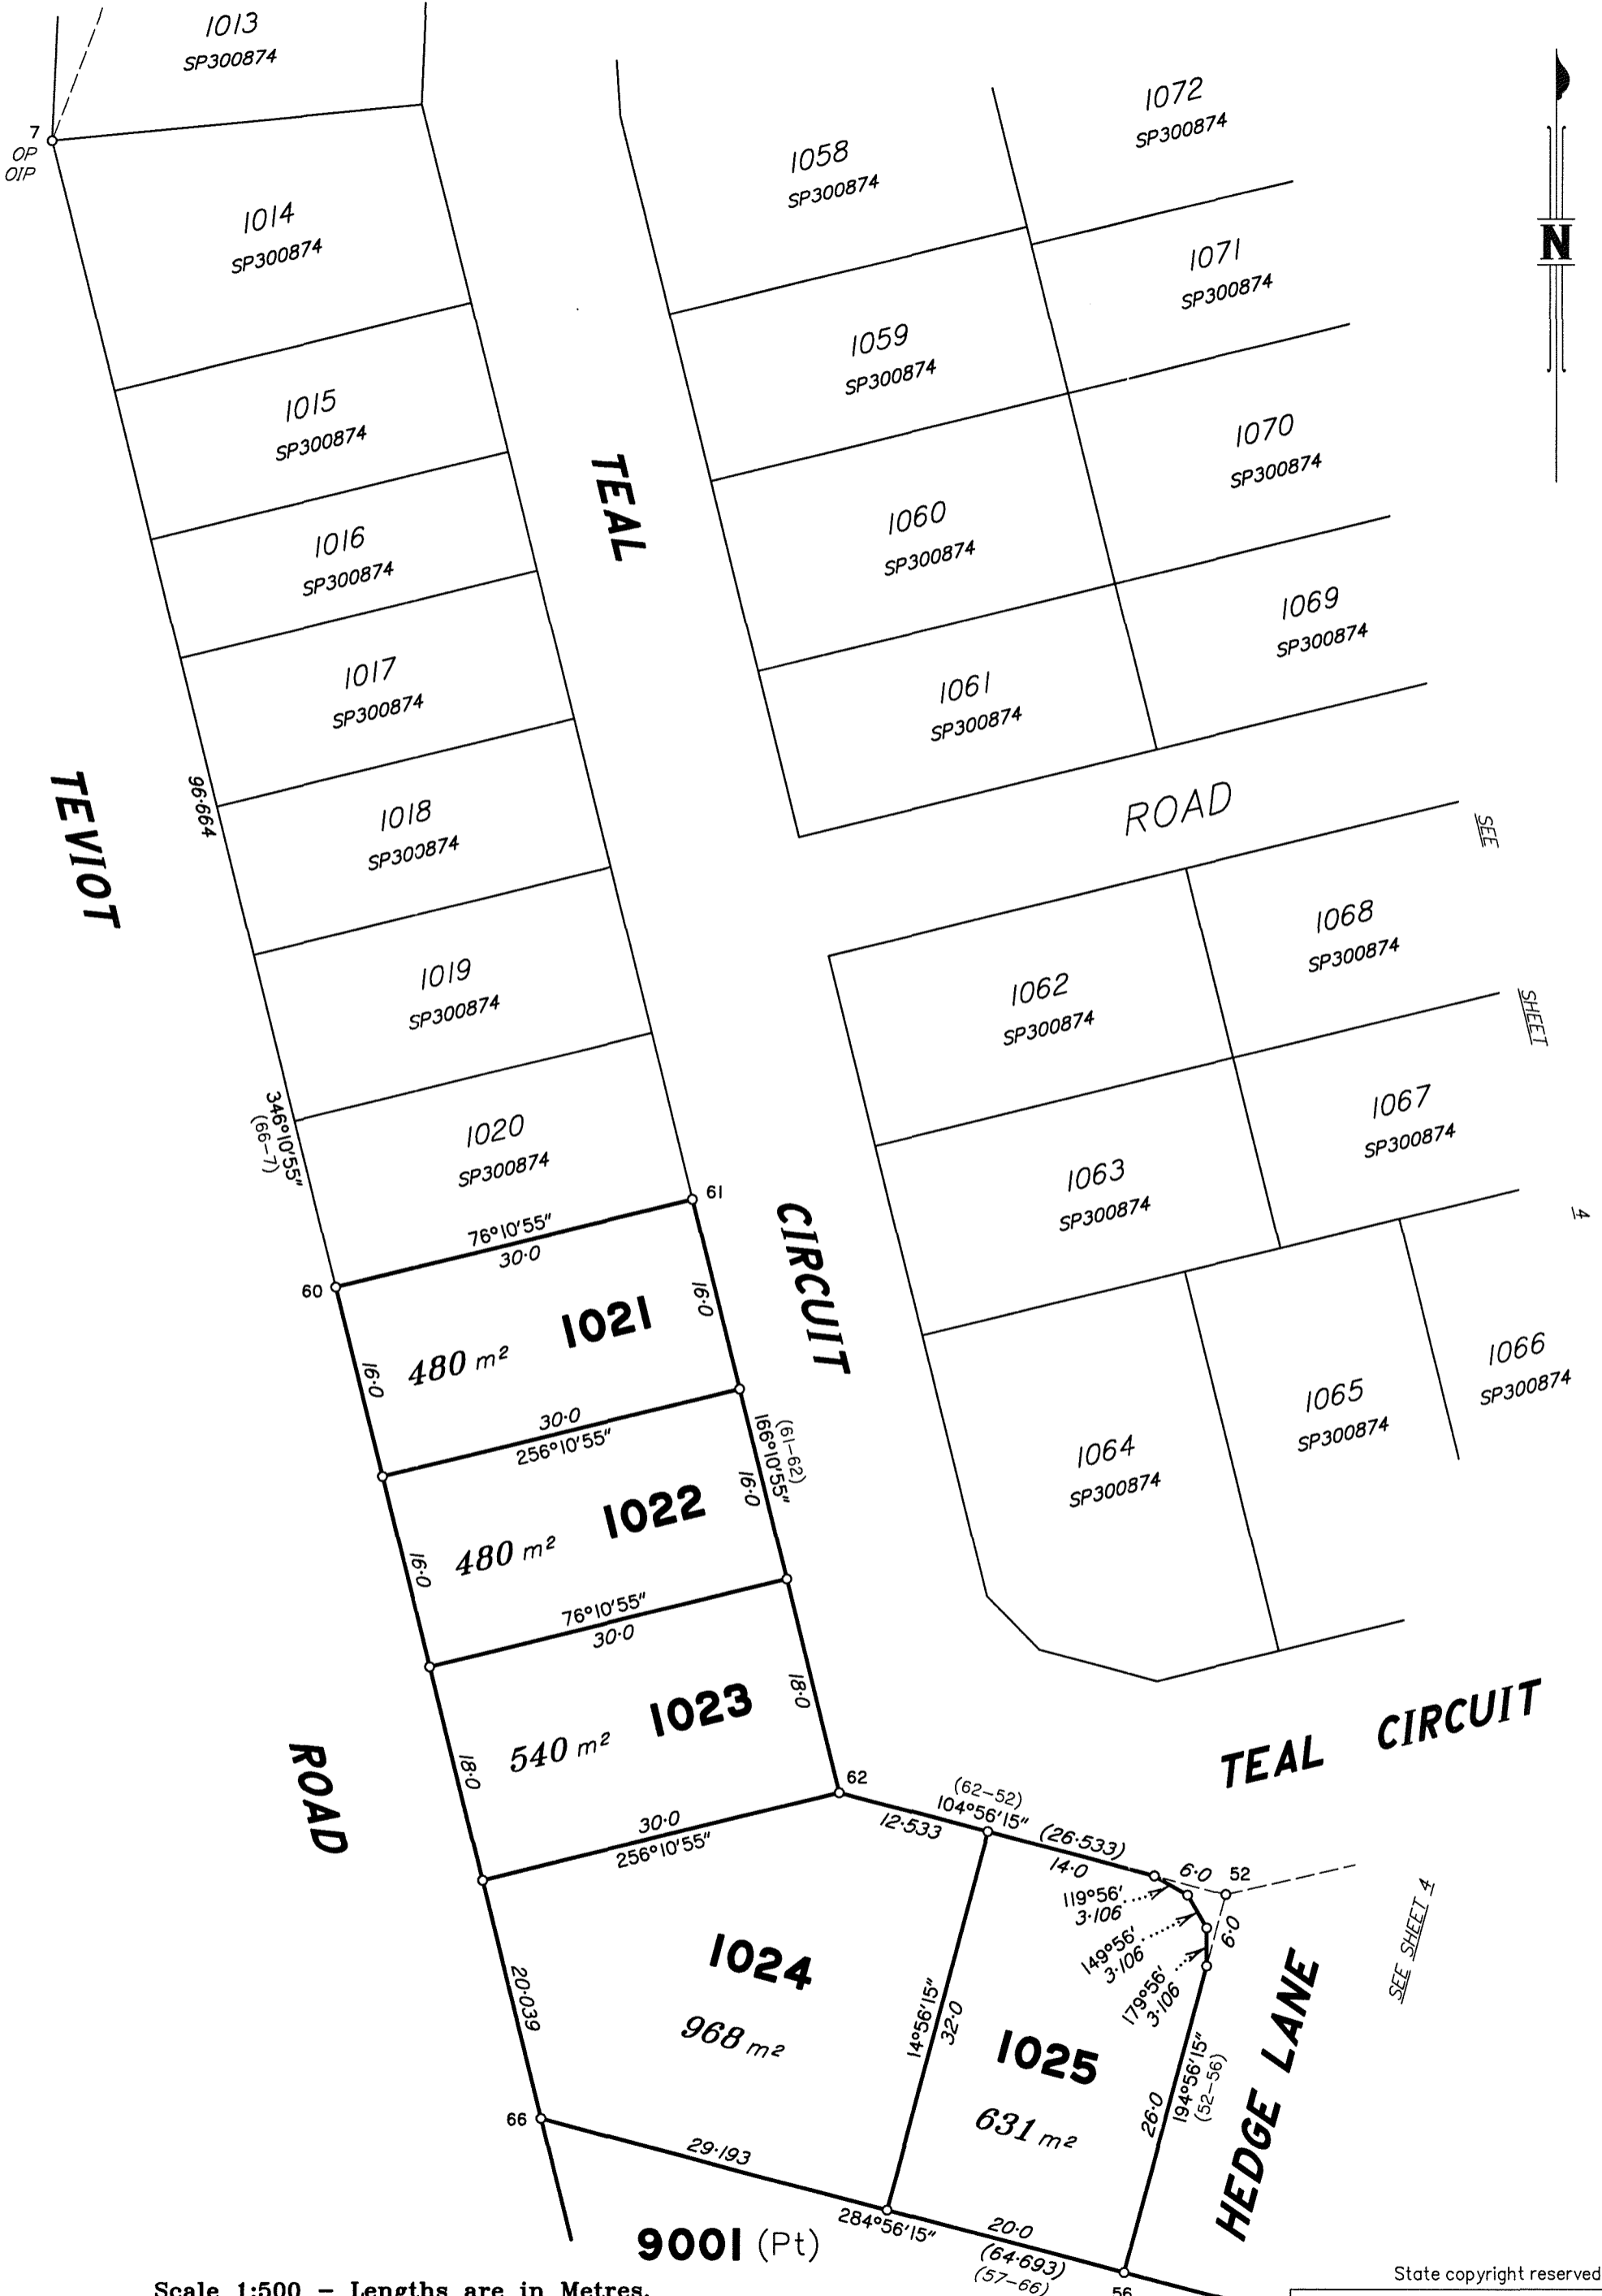 1013
SP300874
7
OP
OIP
1014
SP300874
1015
SP300874
1016
SP300874
1017
SP300874
1018
SP300874
1019
SP300874
1020
SP300874
TEVIOT
96·664
346°10'55"
(66–7)
TEAL
1058
SP300874
1072
SP300874
1059
SP300874
1071
SP300874
1060
SP300874
1070
SP300874
1061
SP300874
1069
SP300874
ROAD
1062
SP300874
1068
SP300874
1063
SP300874
1067
SP300874
1064
SP300874
1065
SP300874
1066
SP300874
N
SEE
SHEET
4
61
76°10'55"
30·0
60
CIRCUIT
16·0
1021
480 m²
16·0
30·0
256°10'55"
(61–62)
166°10'55"
16·0
1022
480 m²
16·0
76°10'55"
30·0
18·0
1023
540 m²
18·0
ROAD
62
30·0
256°10'55"
TEAL CIRCUIT
(62–52)
104°56'15"
12·533
(26·533)
14·0
6·0
52
119°56'
3·106
149°56'
3·106
179°56'
3·106
6·0
1024
968 m²
20·039
14°56'15"
32·0
1025
631 m²
26·0
194°56'15"
(52–56)
HEDGE LANE
SEE SHEET 4
66
29·193
284°56'15"
20·0
(64·693)
(57–66)
56
9001 (Pt)
State copyright reserved
Scale 1:500 – Lengths are in Metres.